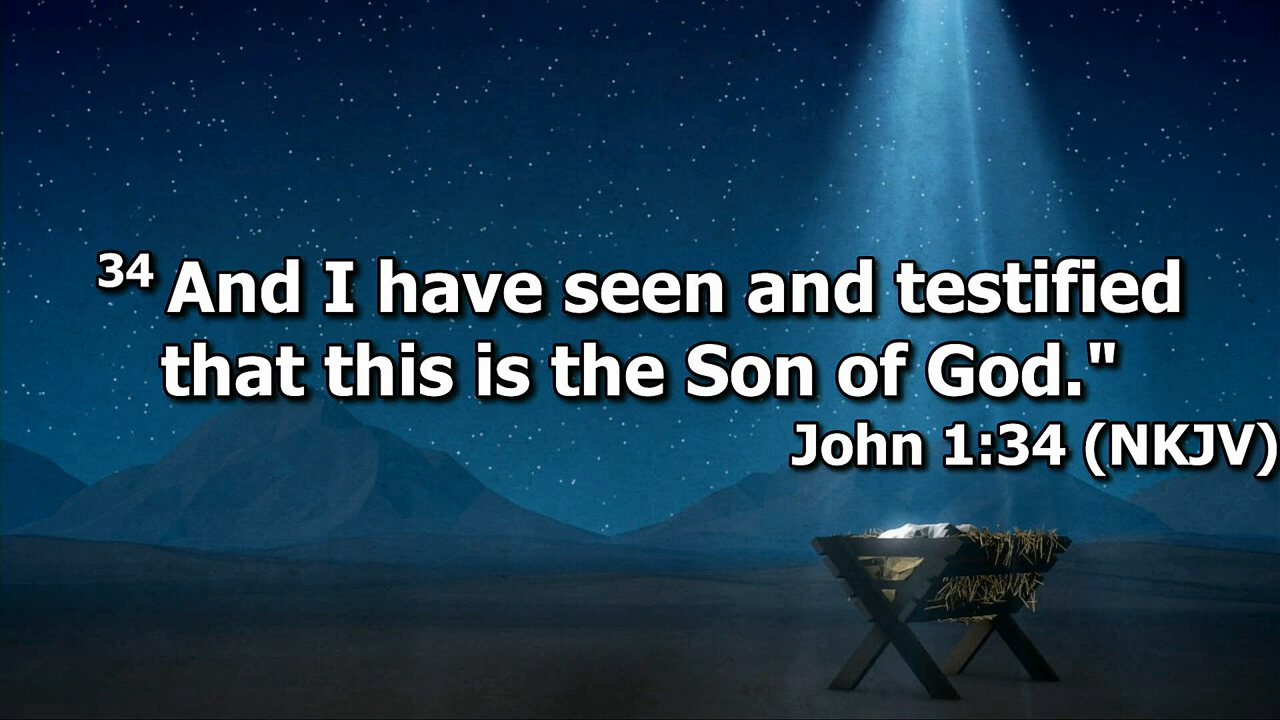 34 And I have seen and testified
that this is the Son of God."
John 1:34 (NKJV)